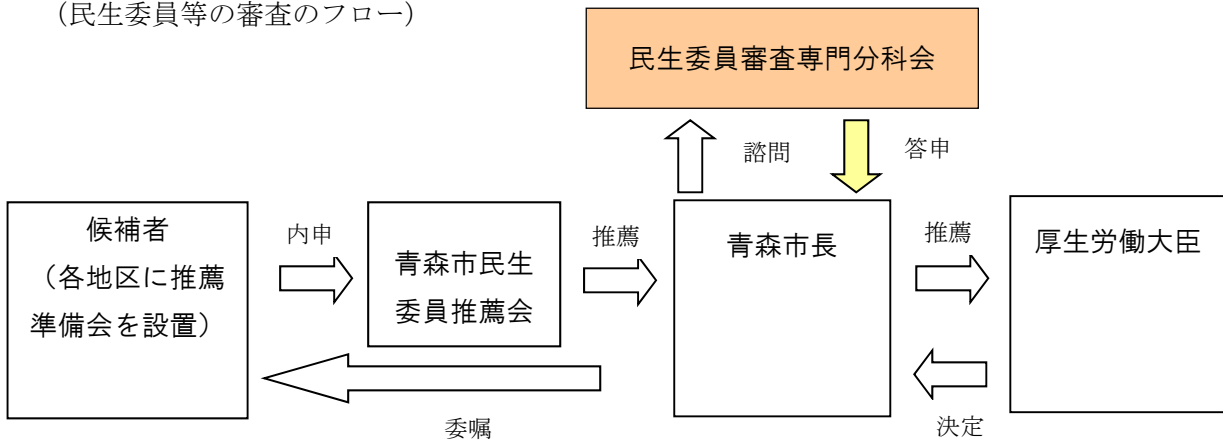 （民生委員等の審査のフロー）
民生委員審査専門分科会
諮問
答申
候補者
（各地区に推薦
準備会を設置）
内申
青森市民生
委員推薦会
推薦
青森市長
推薦
厚生労働大臣
委嘱
決定